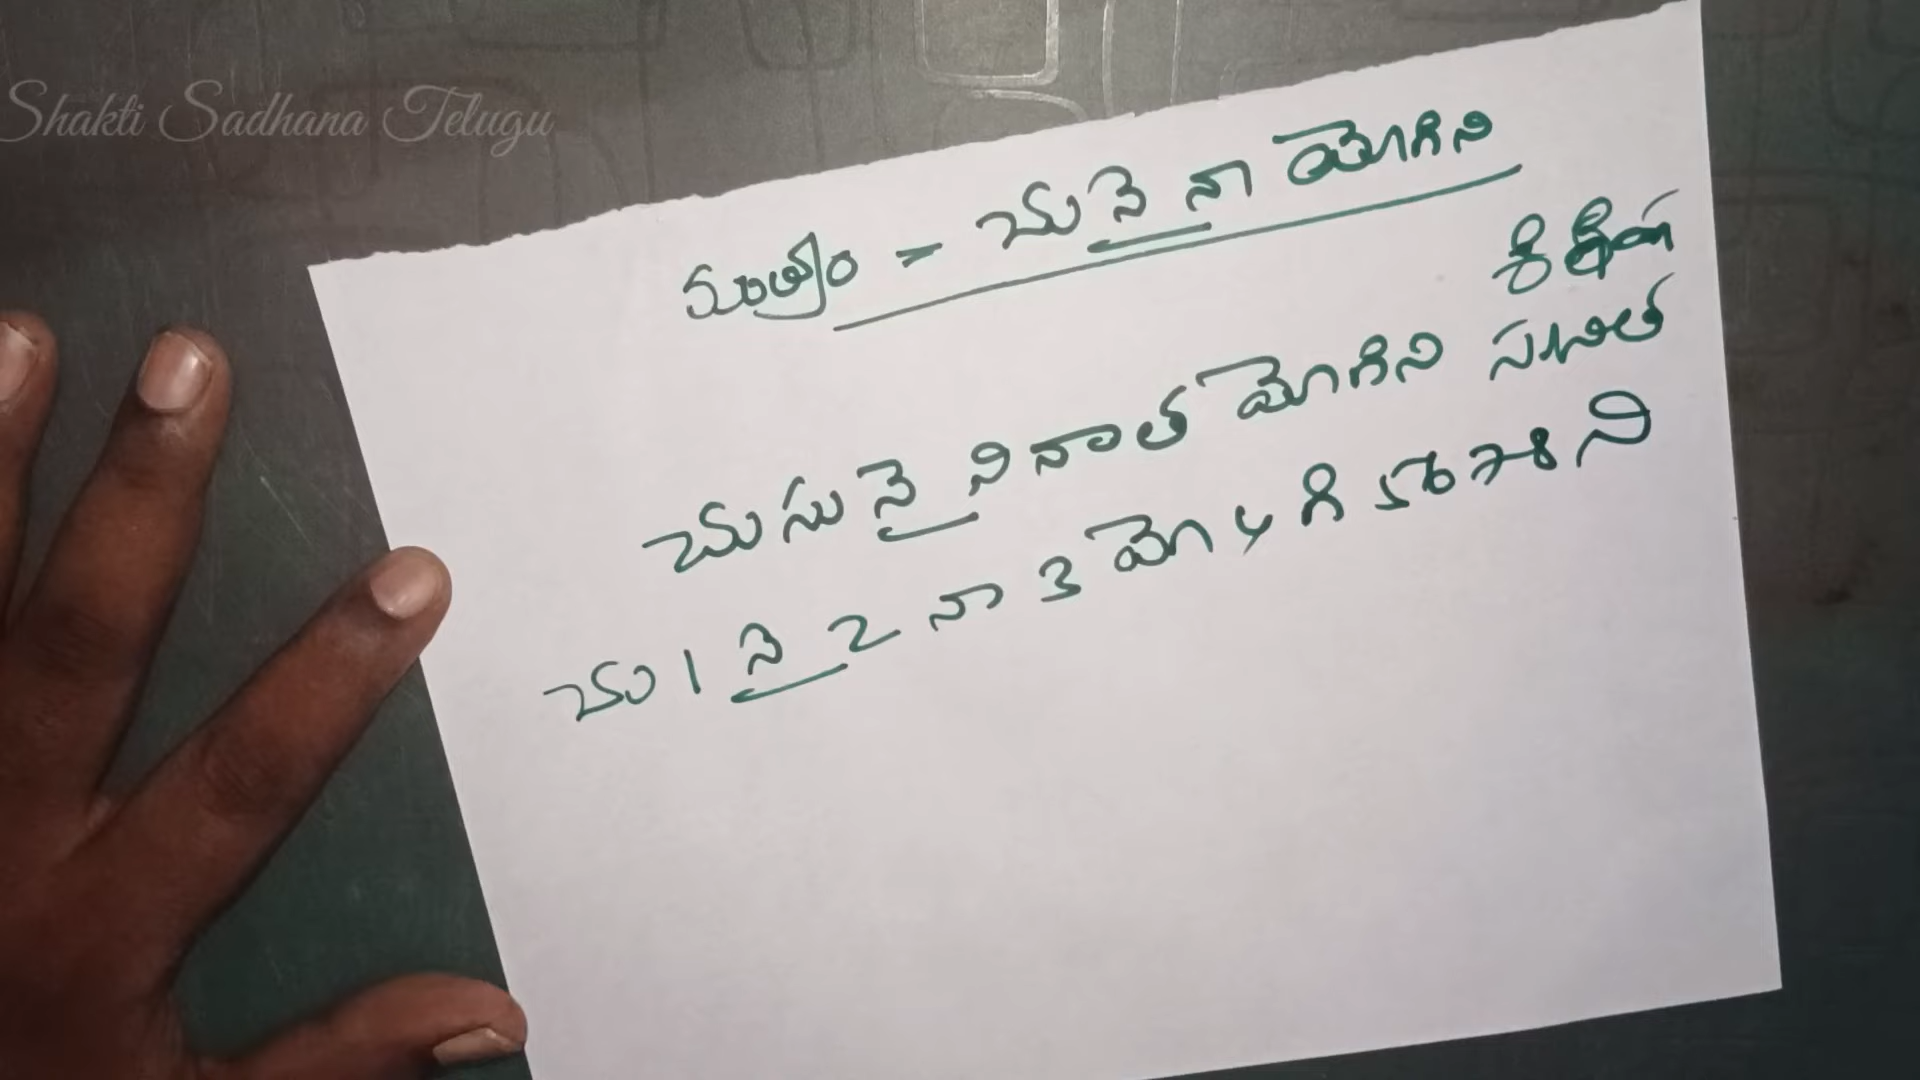 Shakti Sadhana Telugu
మంత్రం - చు నె నా యోగిని
చు సు నై ని నా త యోగిని సుజాత
చు 1 నె 2 నా 3 యో 4 గి 5 6 7 8 ని